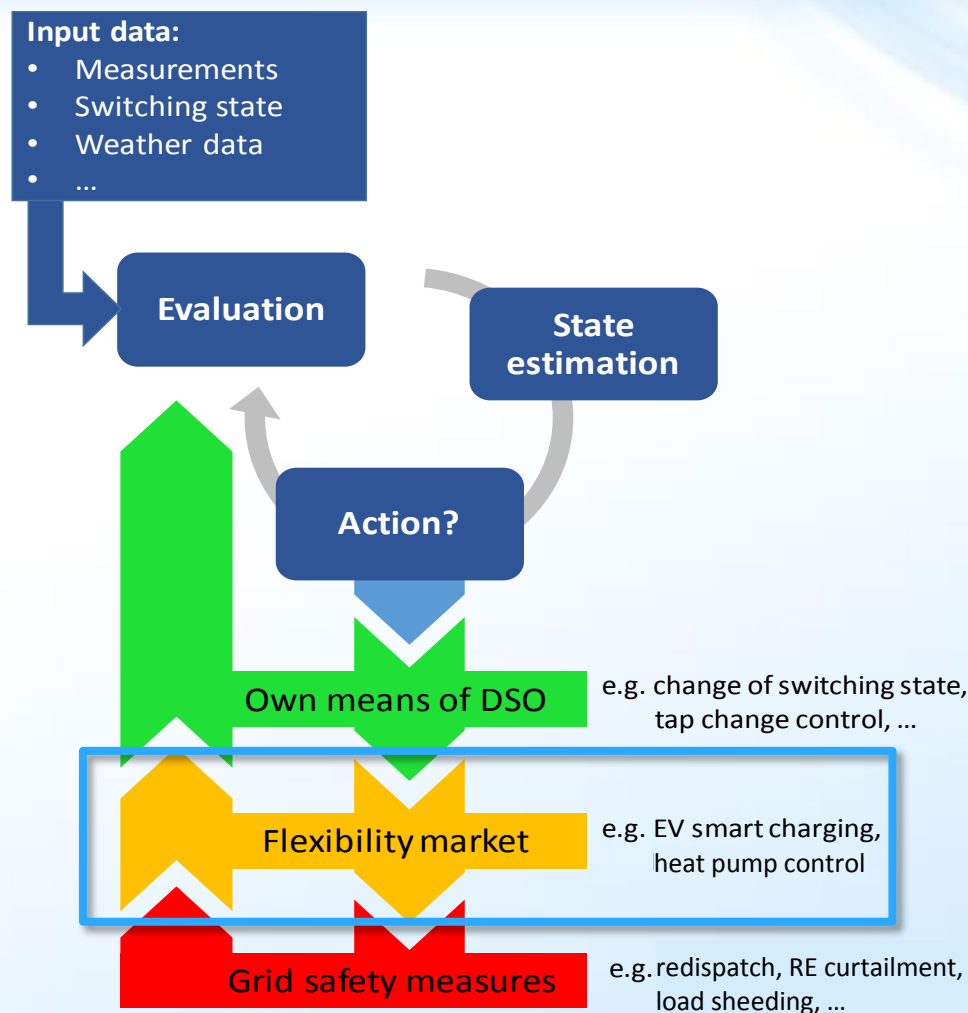 Input data:
• Measurements
• Switching state
• Weather data
• ...
Evaluation
State
estimation
Action?
Own means of DSO
e.g. change of switching state,
tap change control, ...
Flexibility market
e.g. EV smart charging,
heat pump control
Grid safety measures
e.g. redispatch, RE curtailment,
load sheeding, ...